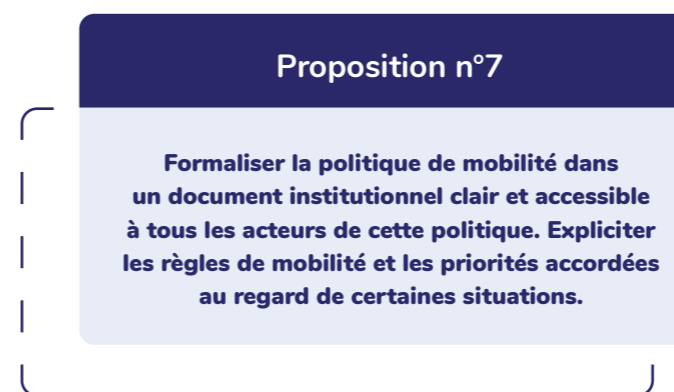 Proposition n°7
Formaliser la politique de mobilité dans
un document institutionnel clair et accessible
à tous les acteurs de cette politique. Expliciter
les règles de mobilité et les priorités accordées
au regard de certaines situations.